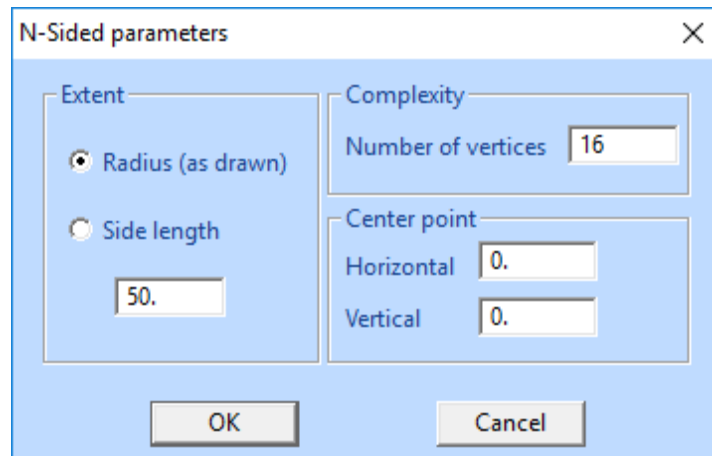 N-Sided parameters
Extent
Radius (as drawn)
Side length
50.
Complexity
Number of vertices 16
Center point
Horizontal 0.
Vertical 0.
OK Cancel